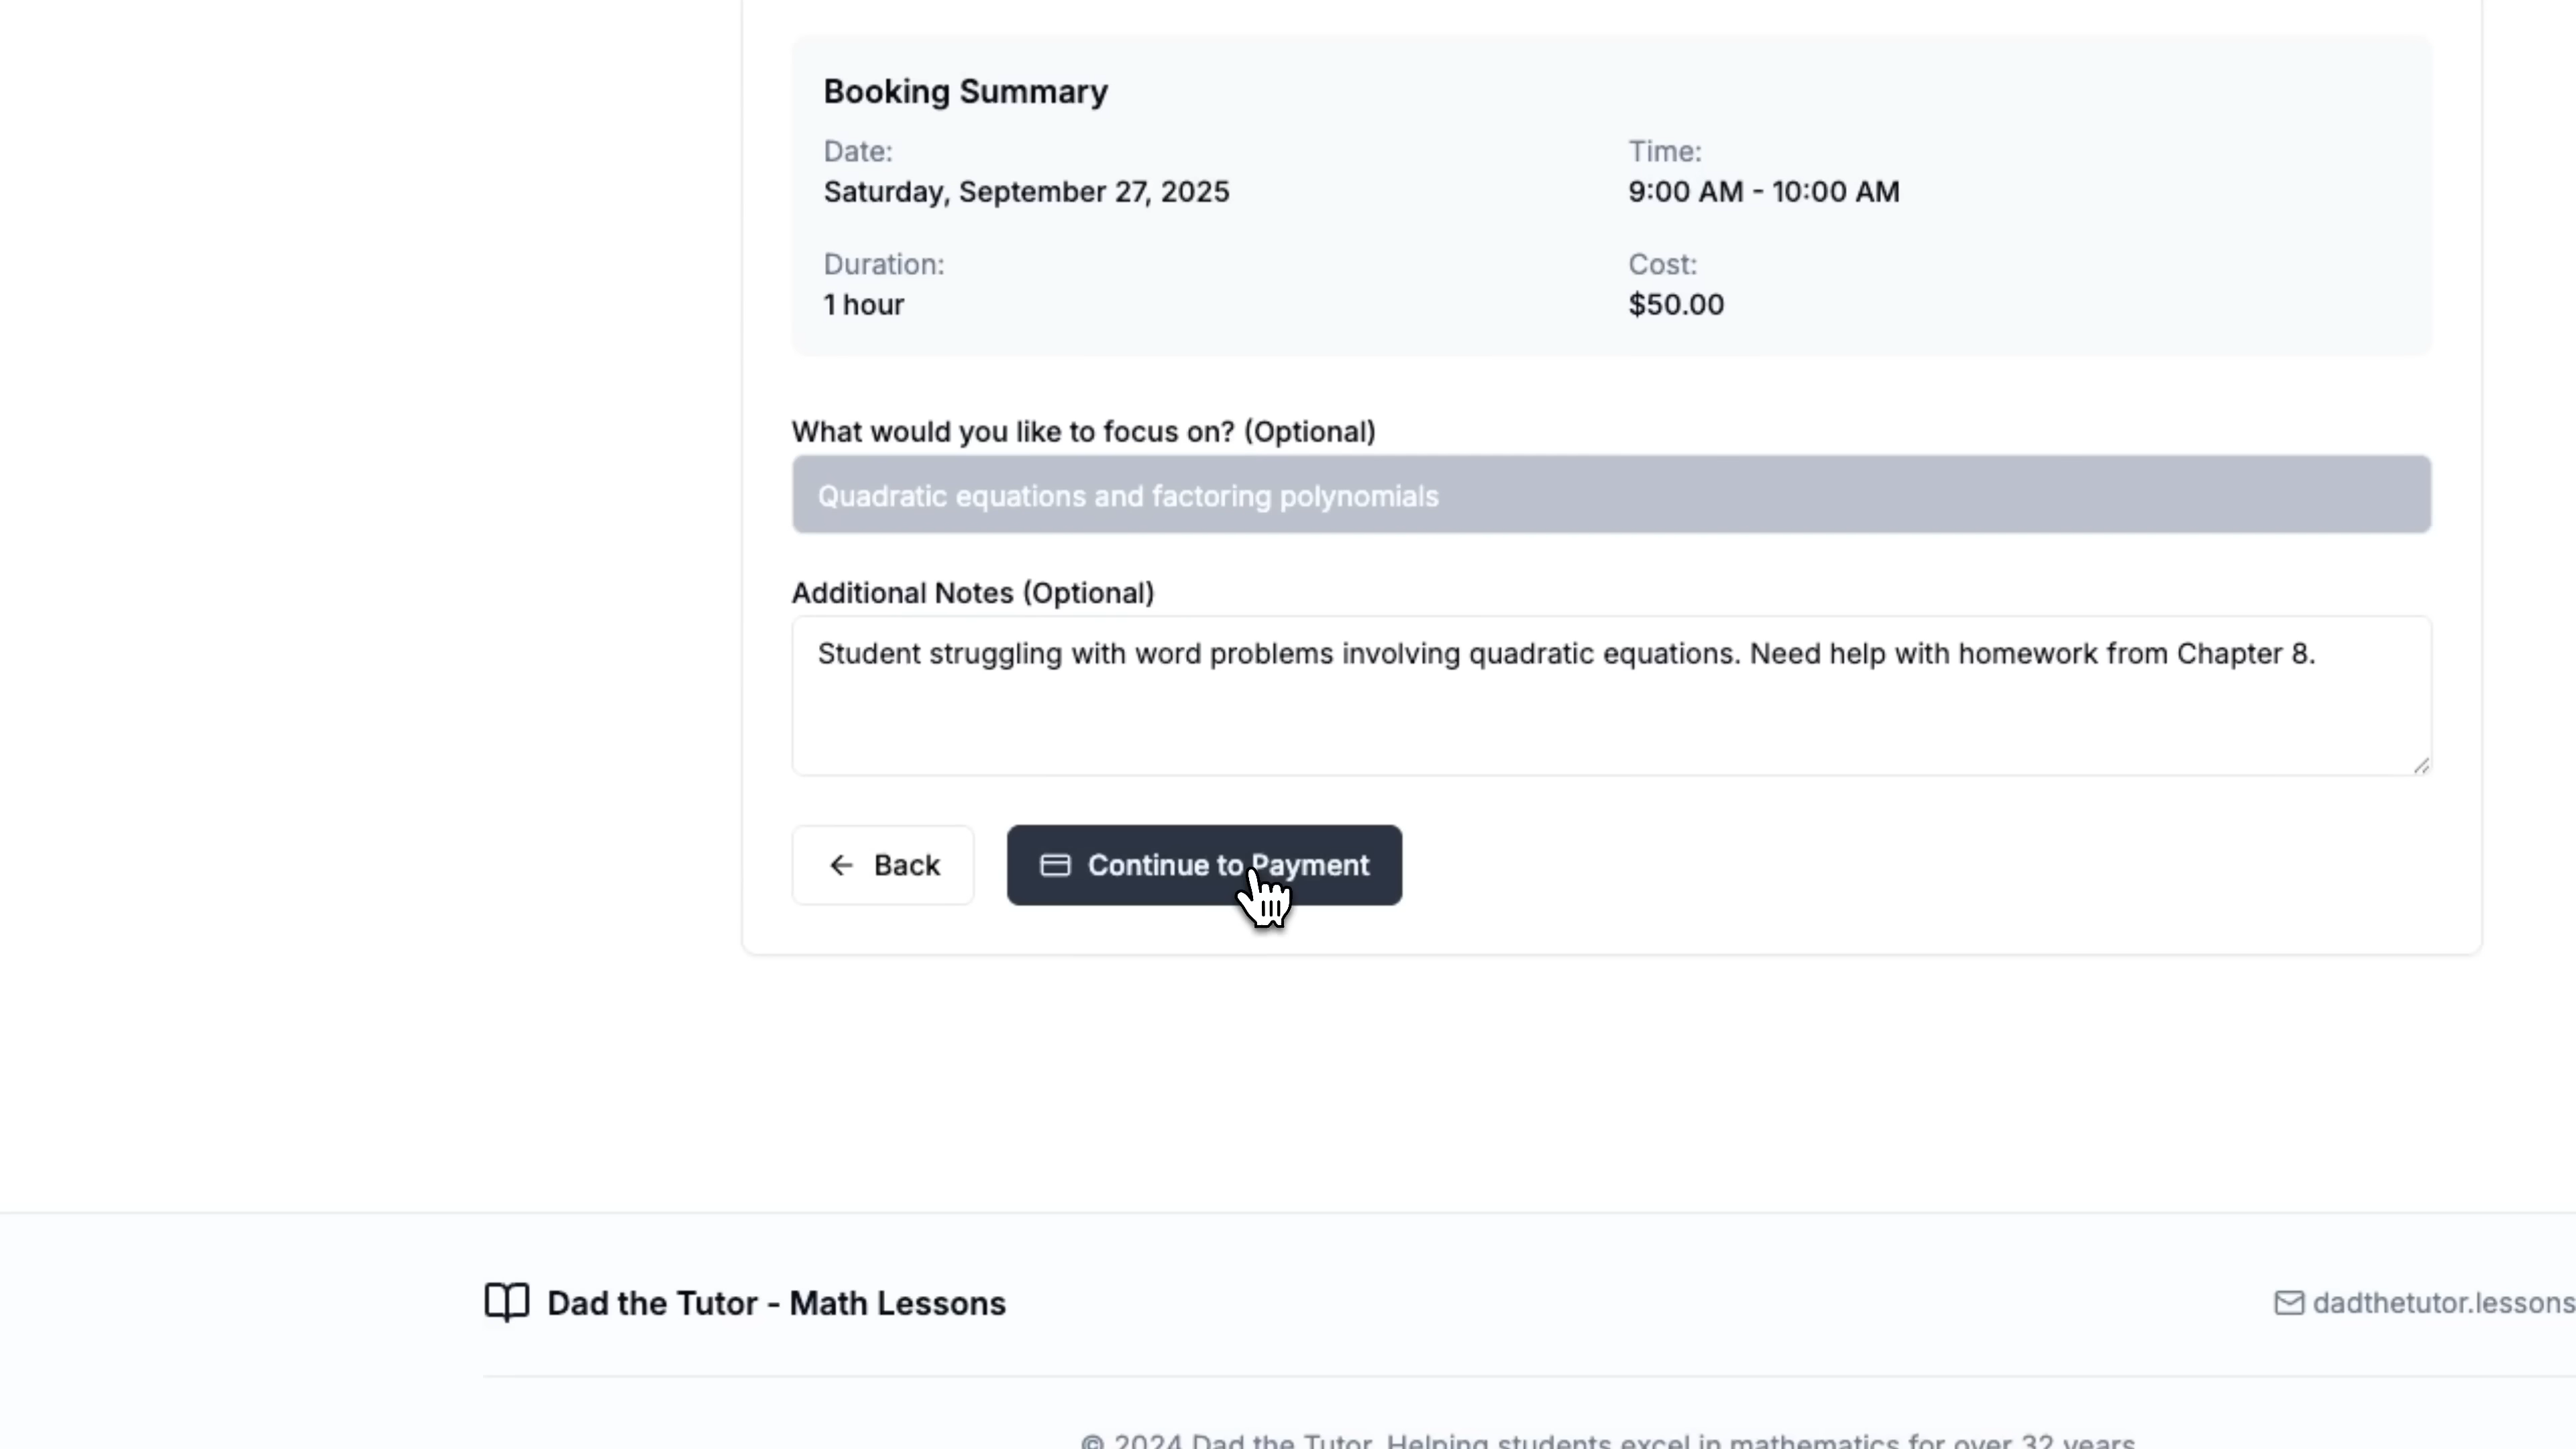 Booking Summary
Date:
Saturday, September 27, 2025
Time:
9:00 AM - 10:00 AM
Duration:
1 hour
Cost:
$50.00
What would you like to focus on? (Optional)
Quadratic equations and factoring polynomials
Additional Notes (Optional)
Student struggling with word problems involving quadratic equations. Need help with homework from Chapter 8.
Back
Continue to Payment
Dad the Tutor - Math Lessons
dadthetutor.lessons
© 2024 Dad the Tutor. Helping students excel in mathematics for over 32 years